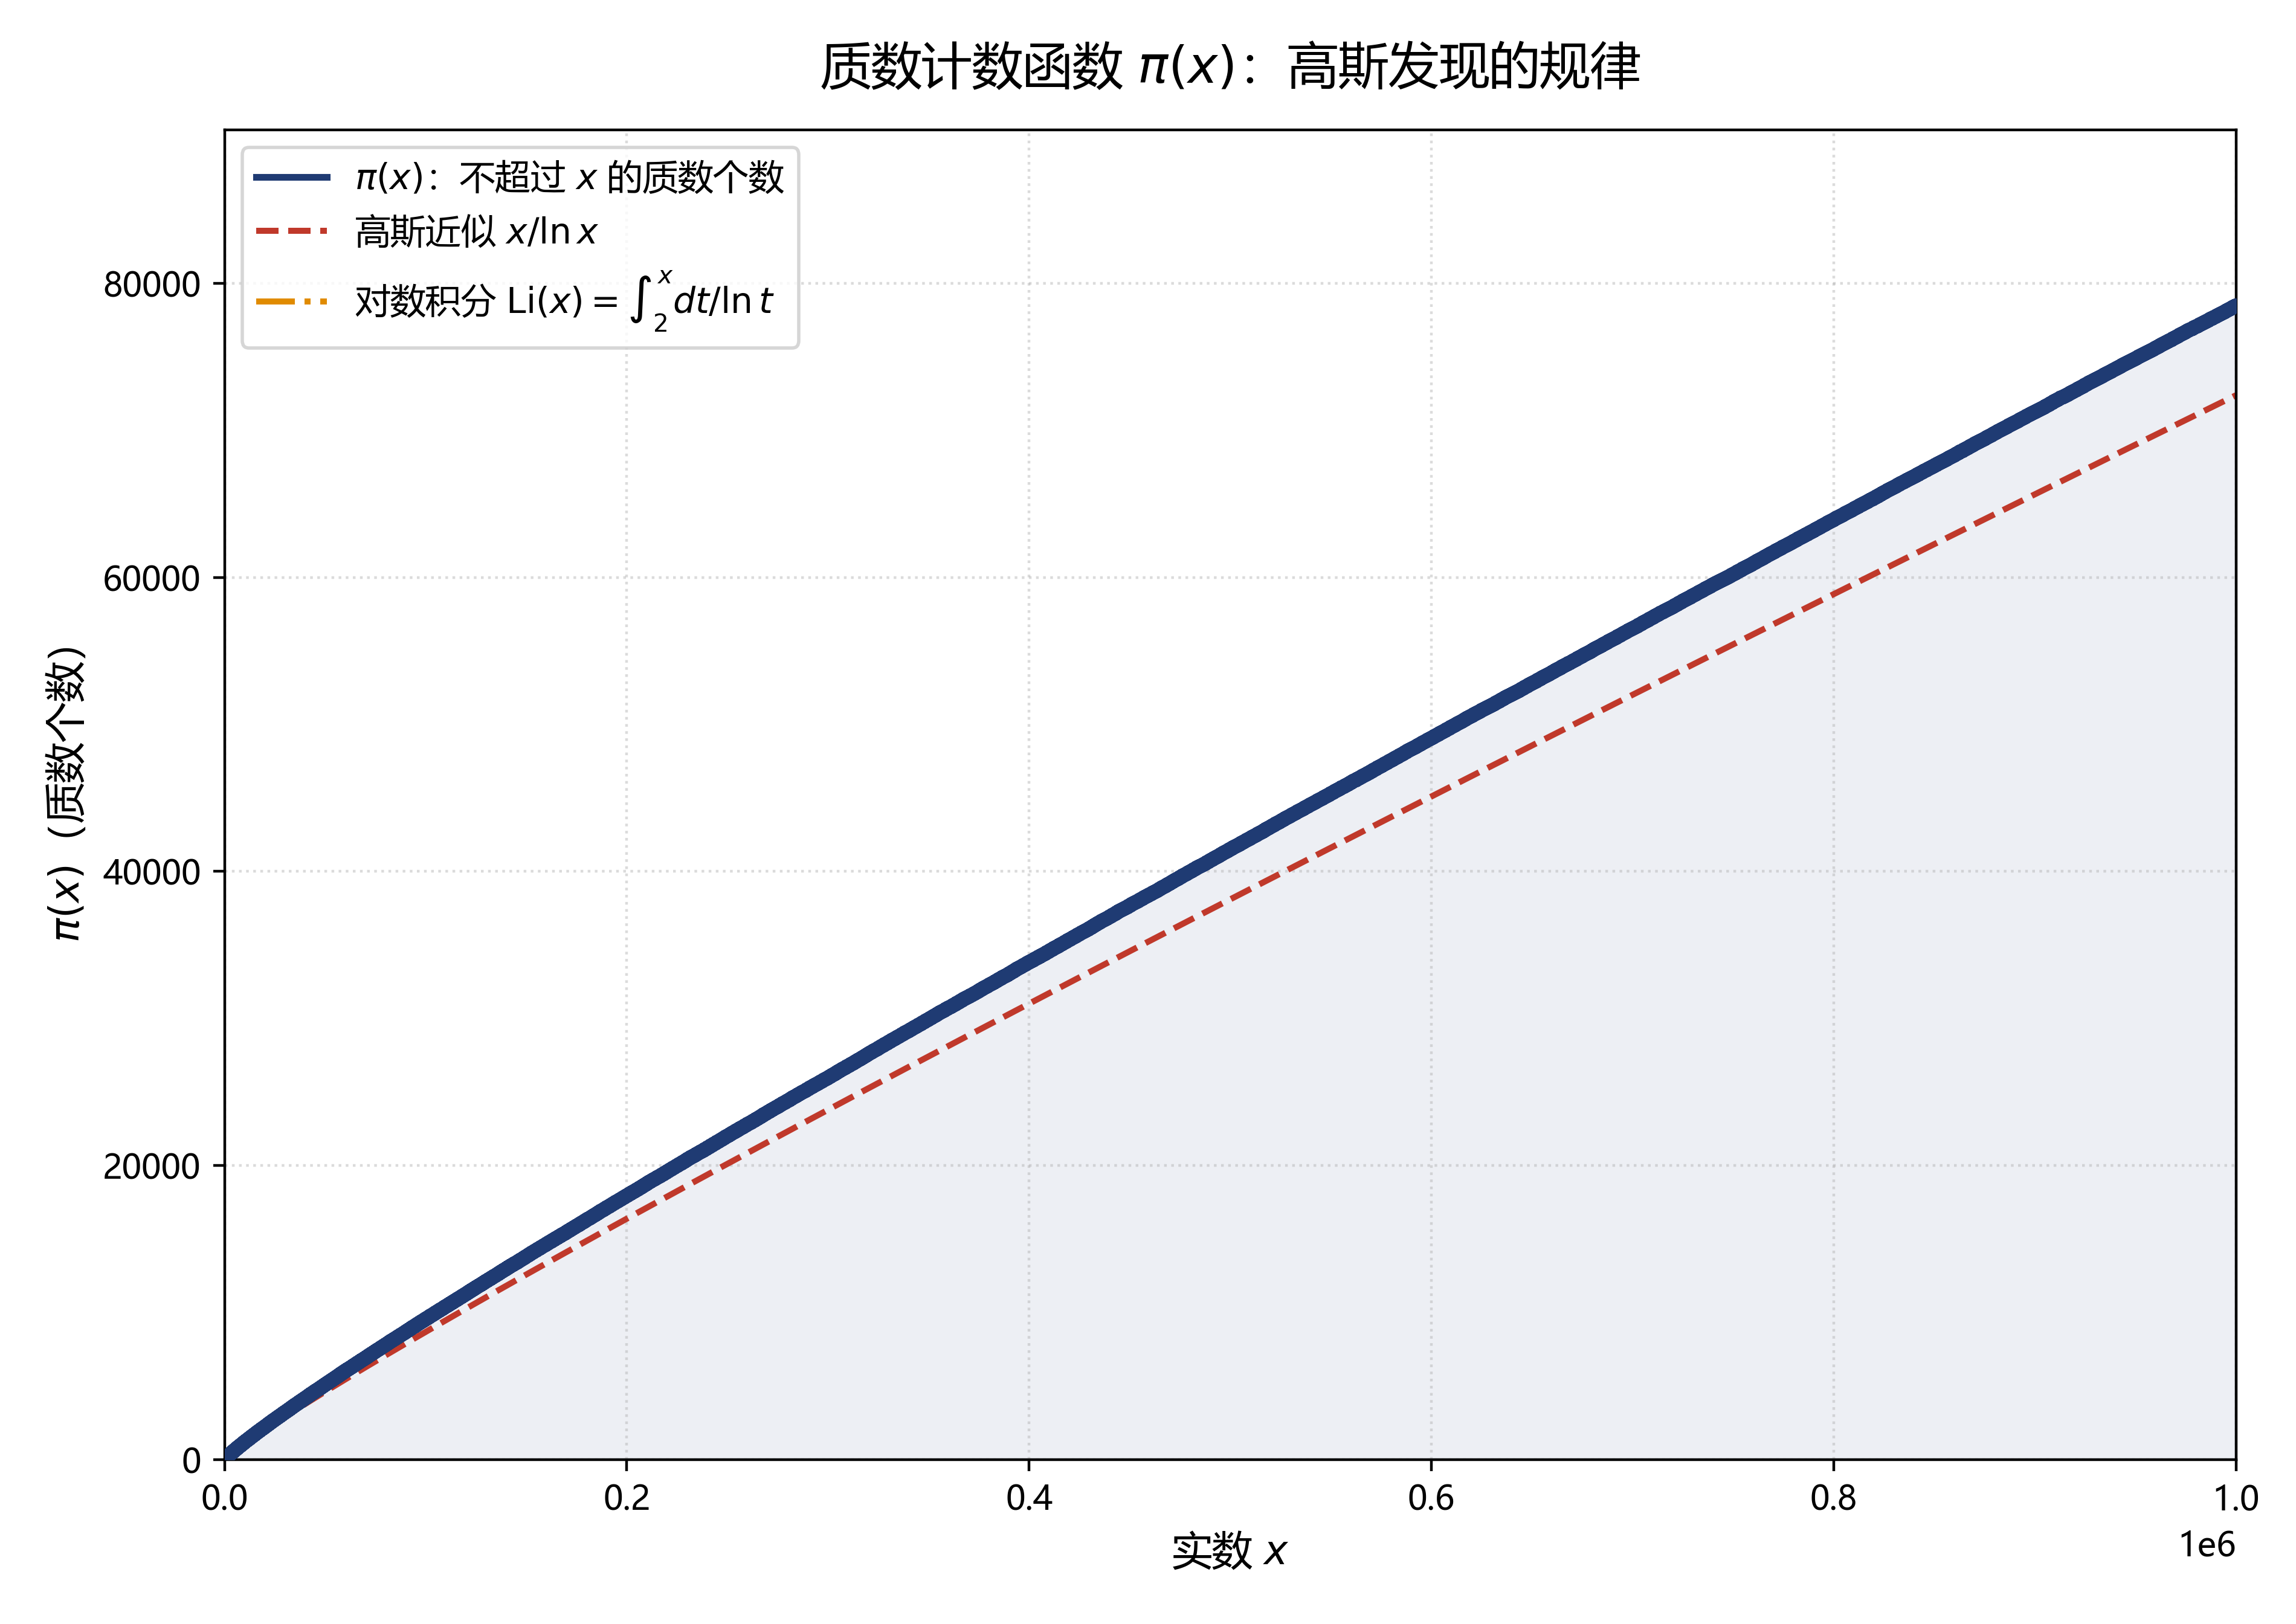 质数计数函数 π(x)：高斯发现的规律
π(x)：不超过 x 的质数个数
高斯近似 x/ln x
对数积分 Li(x) = ∫₂ˣ dt/ln t
80000
60000
40000
20000
0
π(x)（质数个数）
0.0 0.2 0.4 0.6 0.8 1.0
1e6
实数 x